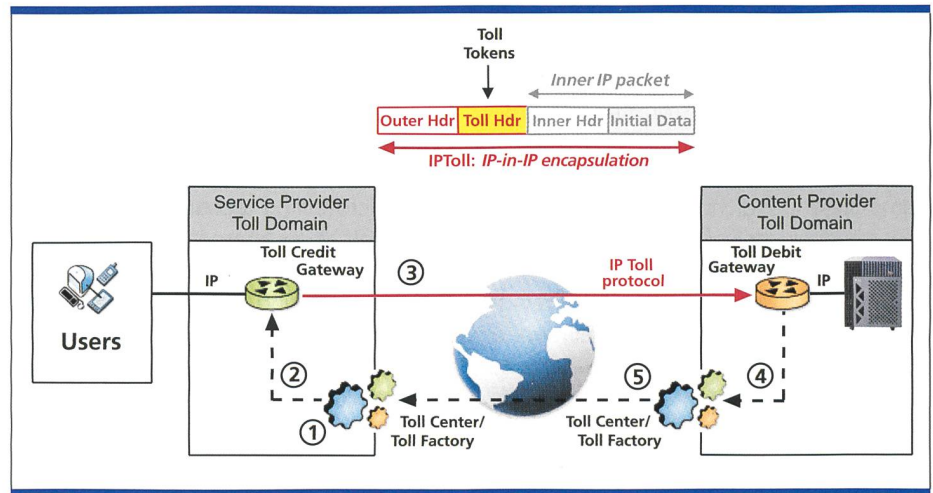 Toll
Tokens
Inner IP packet
Outer Hdr Toll Hdr Inner Hdr Initial Data
IPToll: IP-in-IP encapsulation
Service Provider
Toll Domain
Content Provider
Toll Domain
Toll Credit
Gateway
Toll Debit
Gateway
IP
③
IP Toll
protocol
IP
Users
②
⑤
④
①
Toll Center/
Toll Factory
Toll Center/
Toll Factory